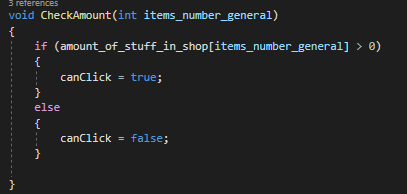 3 references
void CheckAmount(int items_number_general)
{
if (amount_of_stuff_in_shop[items_number_general] > 0)
{
canClick = true;
}
else
{
canClick = false;
}
}